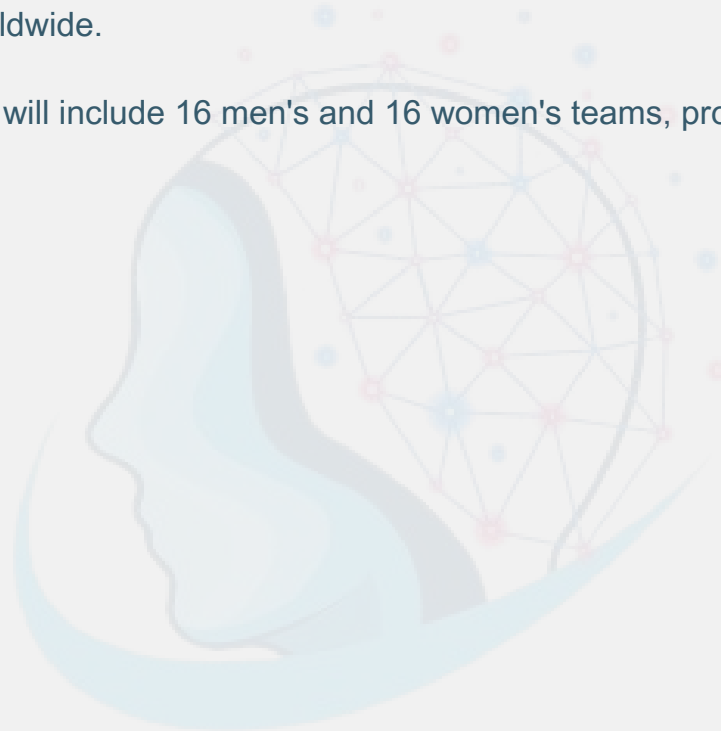 ldwide.
will include 16 men's and 16 women's teams, pro